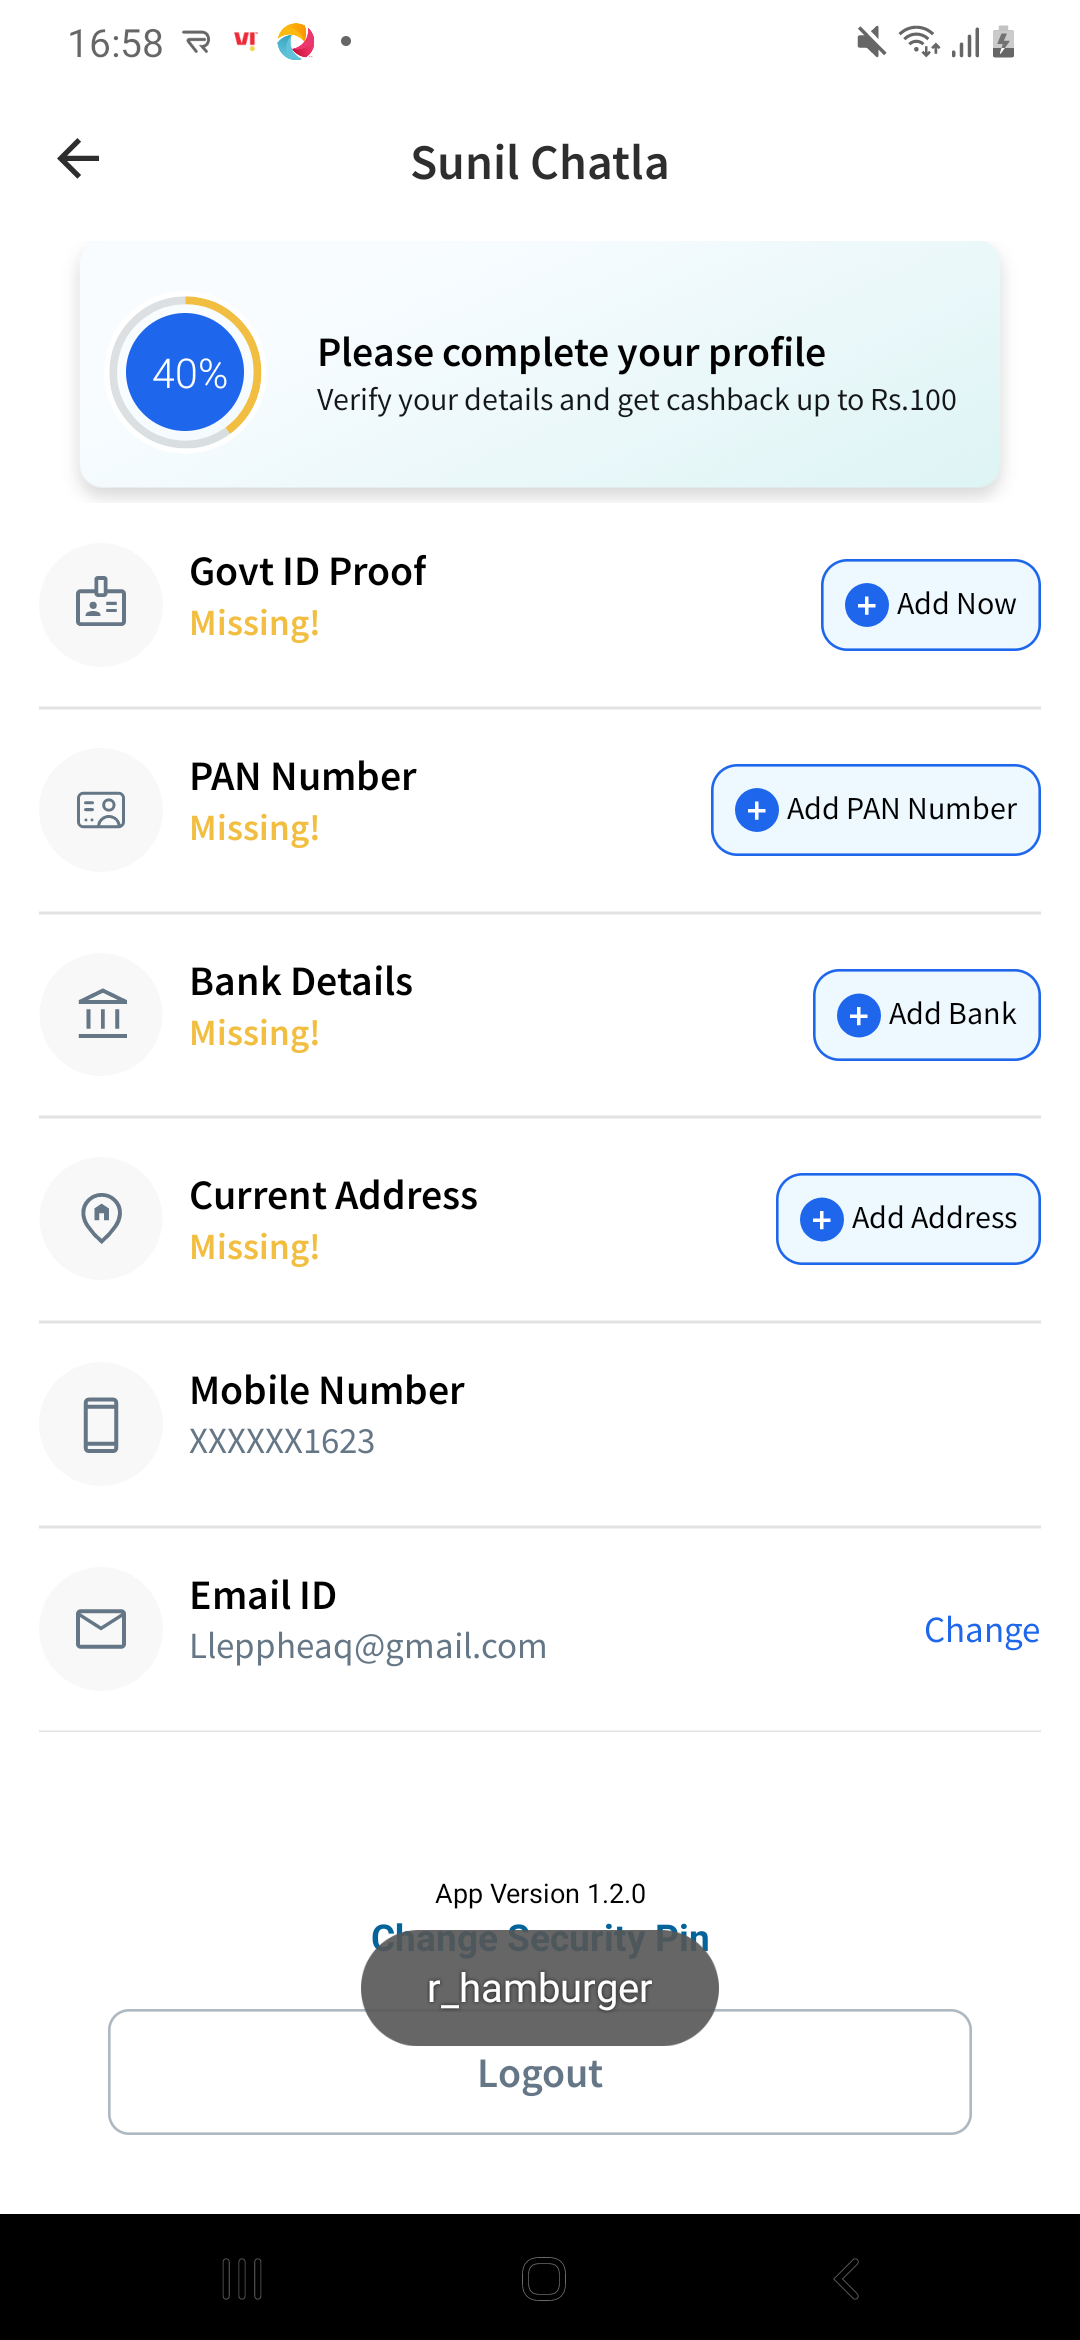 16:58
Sunil Chatla
40%
Please complete your profile
Verify your details and get cashback up to Rs.100
Govt ID Proof
Missing!
Add Now
PAN Number
Missing!
Add PAN Number
Bank Details
Missing!
Add Bank
Current Address
Missing!
Add Address
Mobile Number
XXXXXX1623
Email ID
Lleppheaq@gmail.com
Change
App Version 1.2.0
Change Security Pin
r_hamburger
Logout